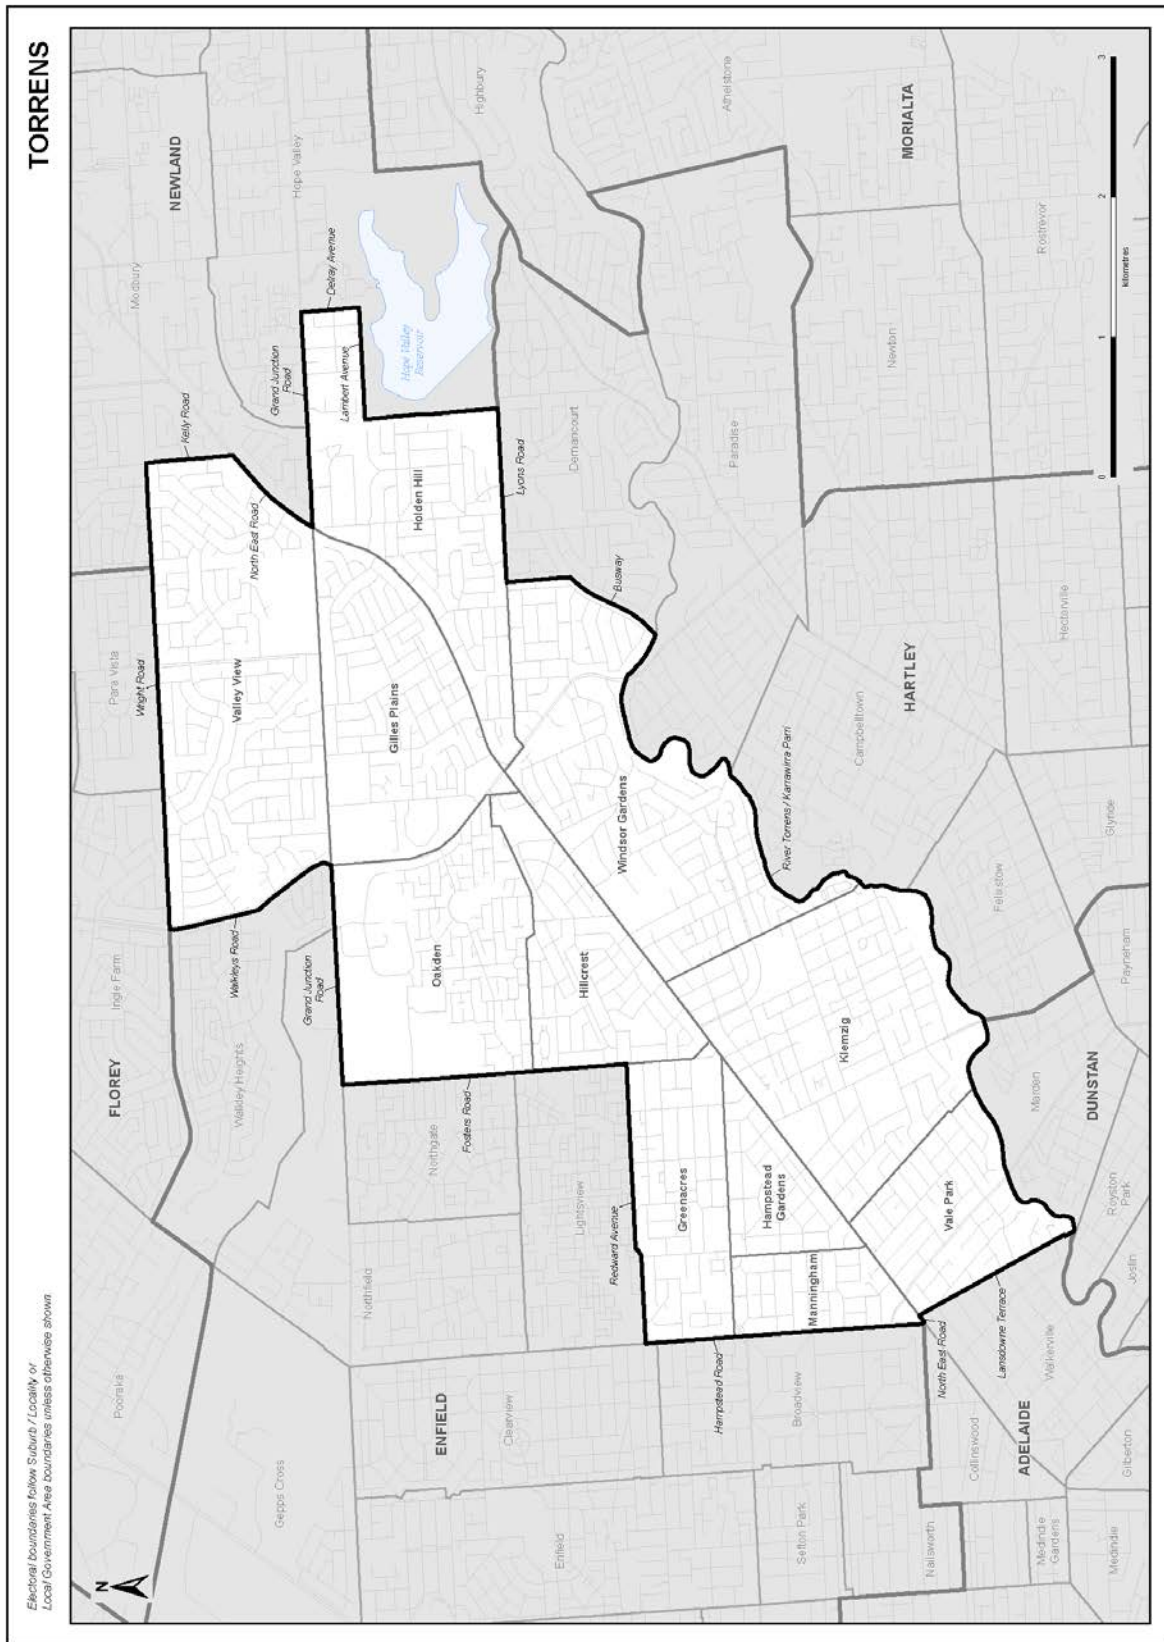 TORRENS
Electoral boundaries follow Suburb / Locality or
Local Government Area boundaries unless otherwise shown
N
Pooraka
FLOREY
Ingle Farm
Para Vista
Wright Road
Modbury
NEWLAND
Kelly Road
Walkley Heights
Walkleys Road
Valley View
North East Road
Grand Junction
Road
Hope Valley
Delray Avenue
Gepps Cross
Northfield
Grand Junction
Road
Northgate
Fosters Road
Oakden
Gilles Plains
Holden Hill
Lambert Avenue
Hope Valley
Reservoir
Highbury
ENFIELD
Clearview
Enfield
Lightsview
Redward Avenue
Hillcrest
Windsor Gardens
Busway
Lyons Road
Dernancourt
Athelstone
Greenacres
Hampstead
Gardens
Manningham
Hampstead Road
Broadview
Sefton Park
Nailsworth
North East Road
Klemzig
River Torrens / Karrawirra Parri
Campbelltown
Paradise
Newton
MORIALTA
HARTLEY
Vale Park
Lansdowne Terrace
Collinswood
ADELAIDE
Walkerville
Medindie
Gardens
Medindie
Gilberton
Joslin
Royston
Park
Marden
DUNSTAN
Payneham
Felixstow
Glynde
Hectorville
Rostrevor
0
1
2
3
kilometres